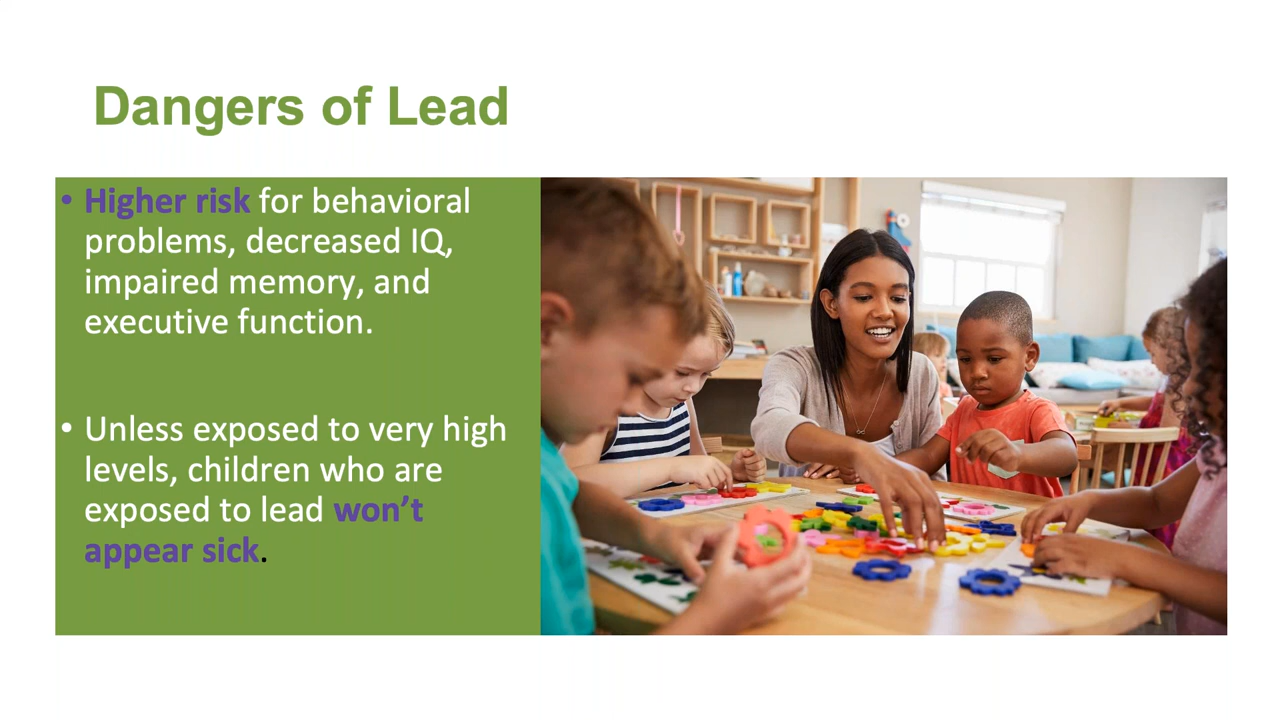 Dangers of Lead
• Higher risk for behavioral
problems, decreased IQ,
impaired memory, and
executive function.
• Unless exposed to very high
levels, children who are
exposed to lead won’t
appear sick.